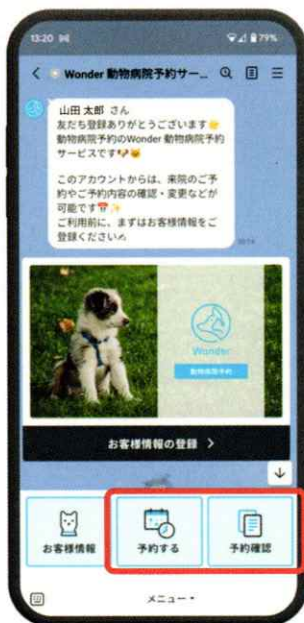 13:20
79%
Wonder 動物病院予約サー...
山田 太郎 さん
友だち登録ありがとうございます🌟
動物病院予約のWonder 動物病院予約
サービスです🐶🐱
このアカウントからは、来院のご予
約やご予約内容の確認・変更などが
可能です📅✨
ご利用前に、まずはお客様情報をご
登録ください✍
Wonder
動物病院予約
お客様情報の登録 >
お客様情報
予約する
予約確認
メニュー